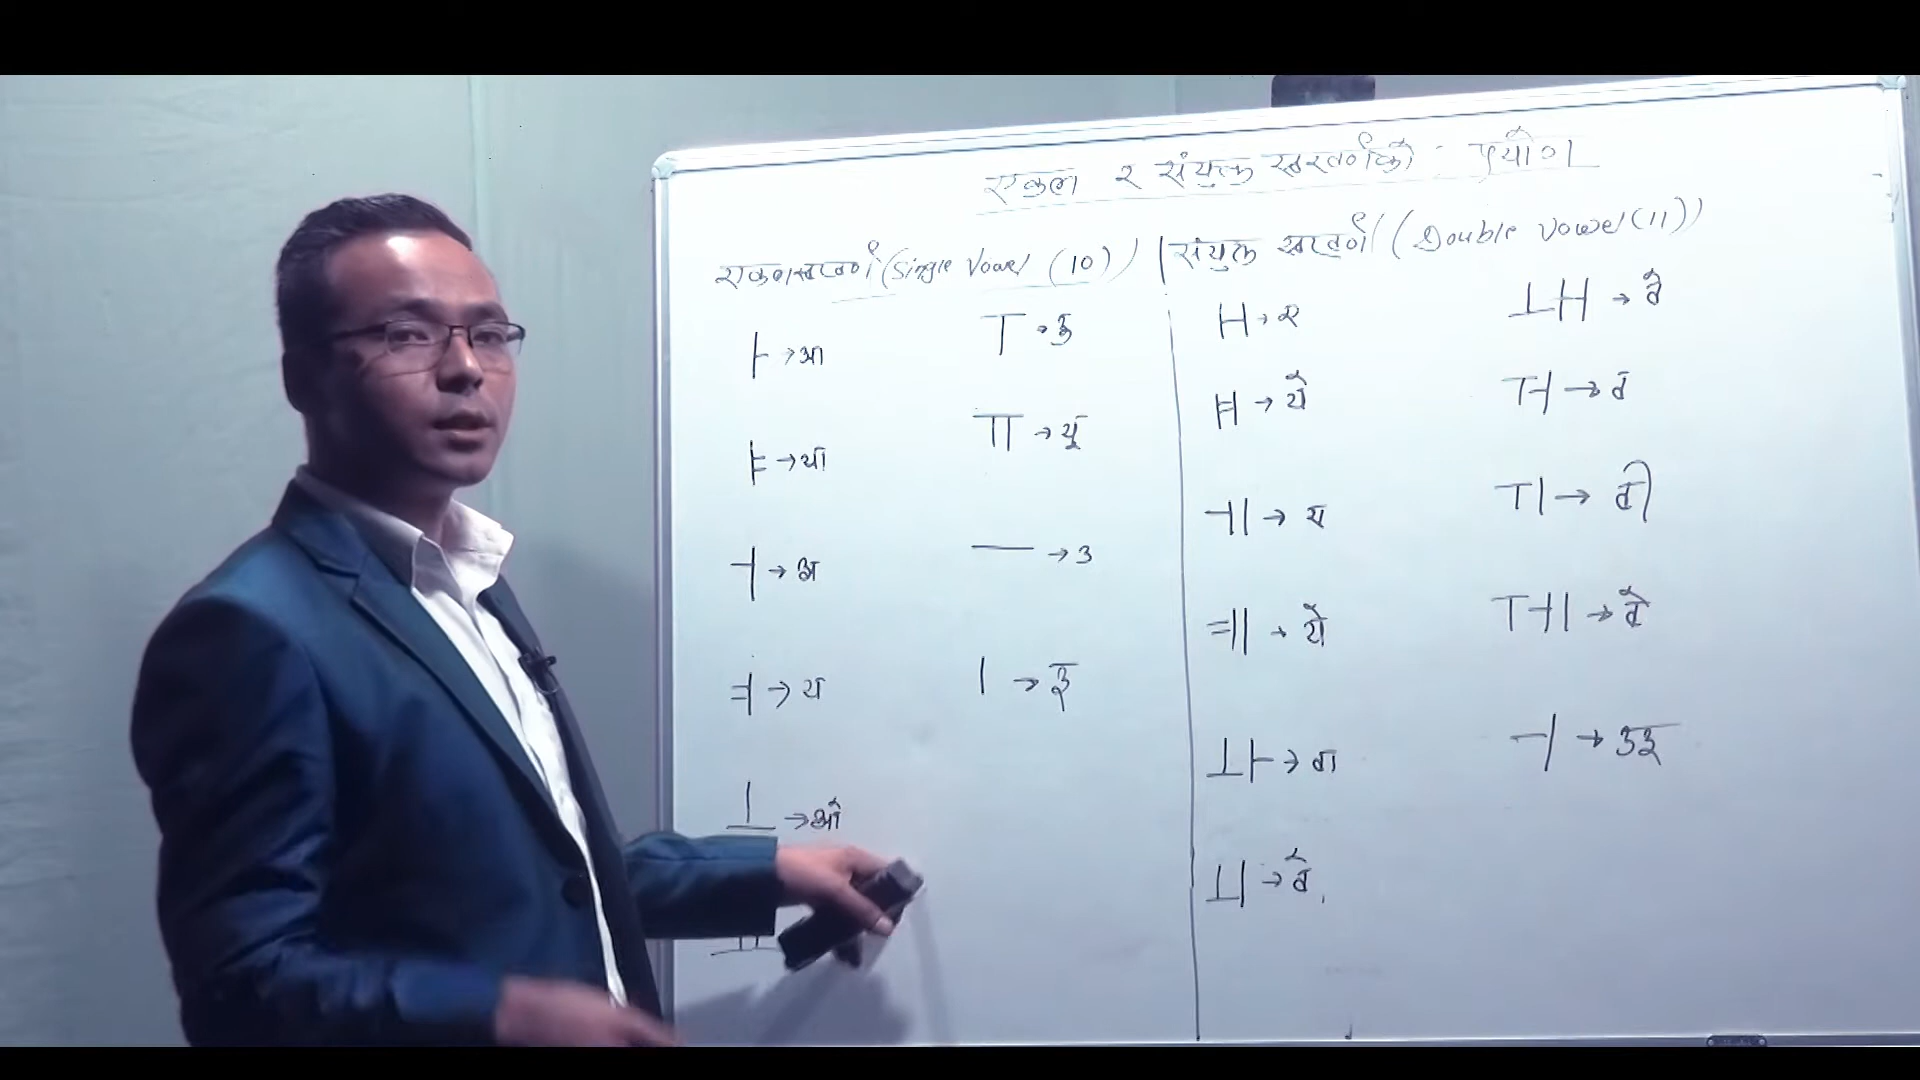 एकल र संयुक्त स्वरवर्णको प्रयोग
एकल स्वरवर्ण (Single Vowel (10))
संयुक्त स्वरवर्ण (Double Vowel (11))
ㅏ → आ
ㅑ → या
ㅓ → अ
ㅕ → य
ㅗ → ओ
ㅛ
ㅜ → उ
ㅠ → यू
ㅡ → उ
ㅣ → इ
ㅐ → ए
ㅒ → ये
ㅔ → ए
ㅖ → ये
ㅘ → वा
ㅚ → वे
ㅙ → वे
ㅝ → व
ㅟ → वी
ㅞ → वे
ㅢ → उइ